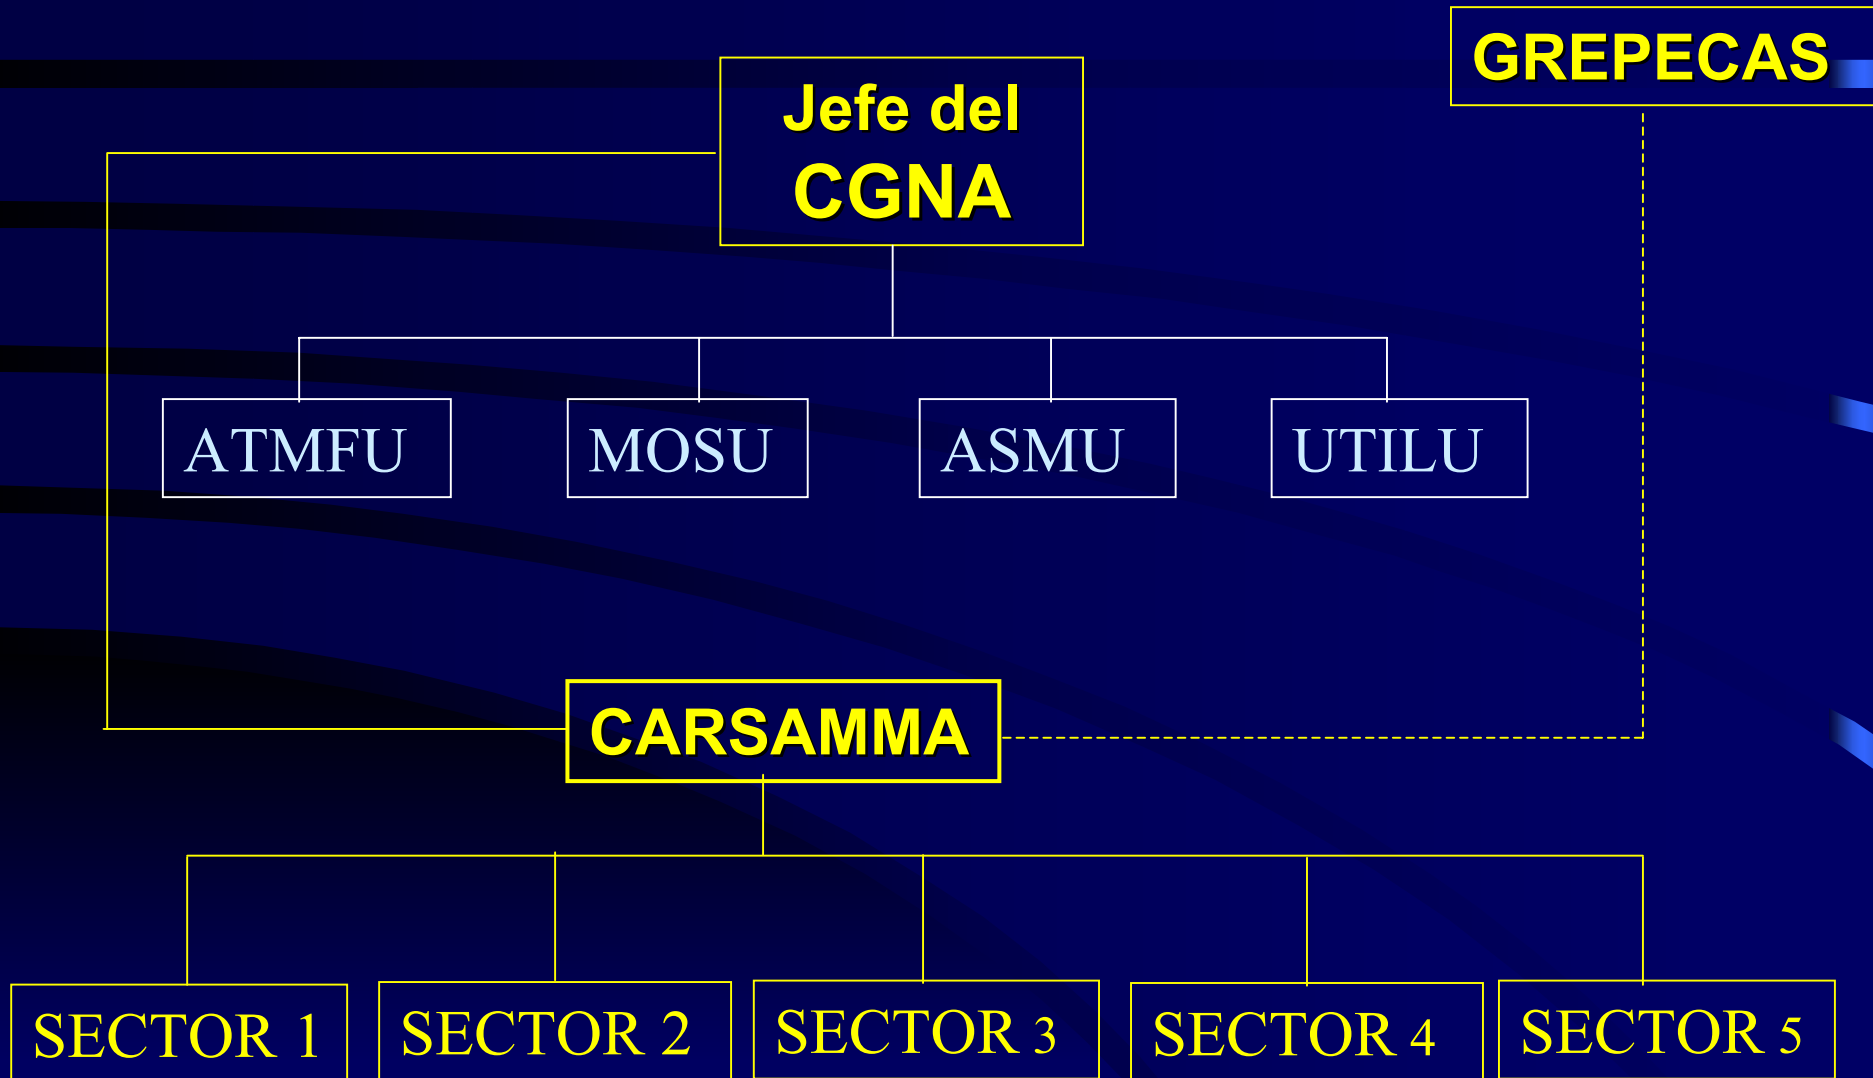 GREPECAS
Jefe del
CGNA
ATMFU
MOSU
ASMU
UTILU
CARSAMMA
SECTOR 1
SECTOR 2
SECTOR 3
SECTOR 4
SECTOR 5